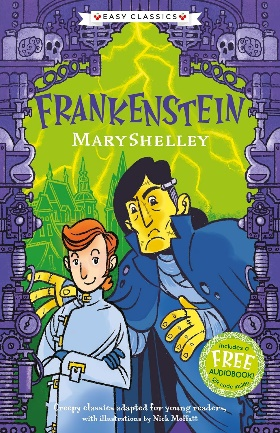 EASY CLASSICS
FRANKENSTEIN
MARY SHELLEY
Includes a
FREE
AUDIOBOOK!
Creepy classics adapted for young readers,
with illustrations by Nick Moffatt